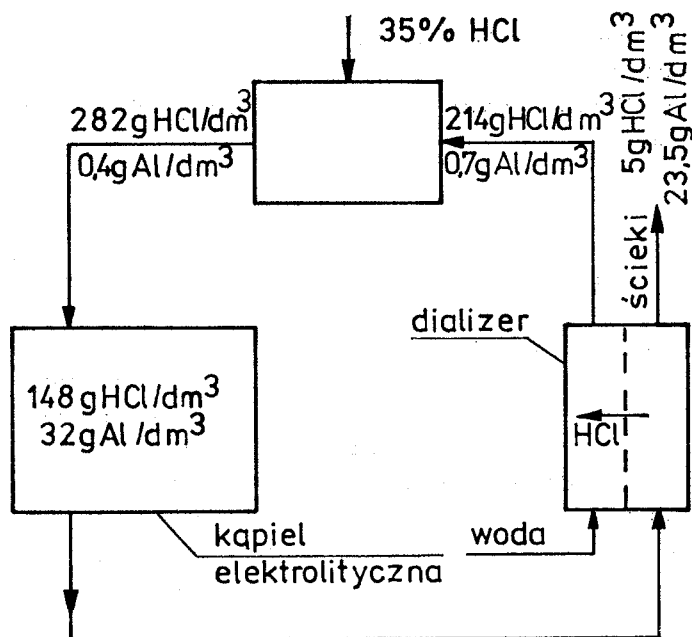 35% HCl
282gHCl/dm³
0,4gAl/dm³
214gHCl/dm³
0,7gAl/dm³
5gHCl/dm³
23,5gAl/dm³
ścieki
dializer
148gHCl/dm³
32gAl/dm³
HCl
kąpiel
elektrolityczna
woda